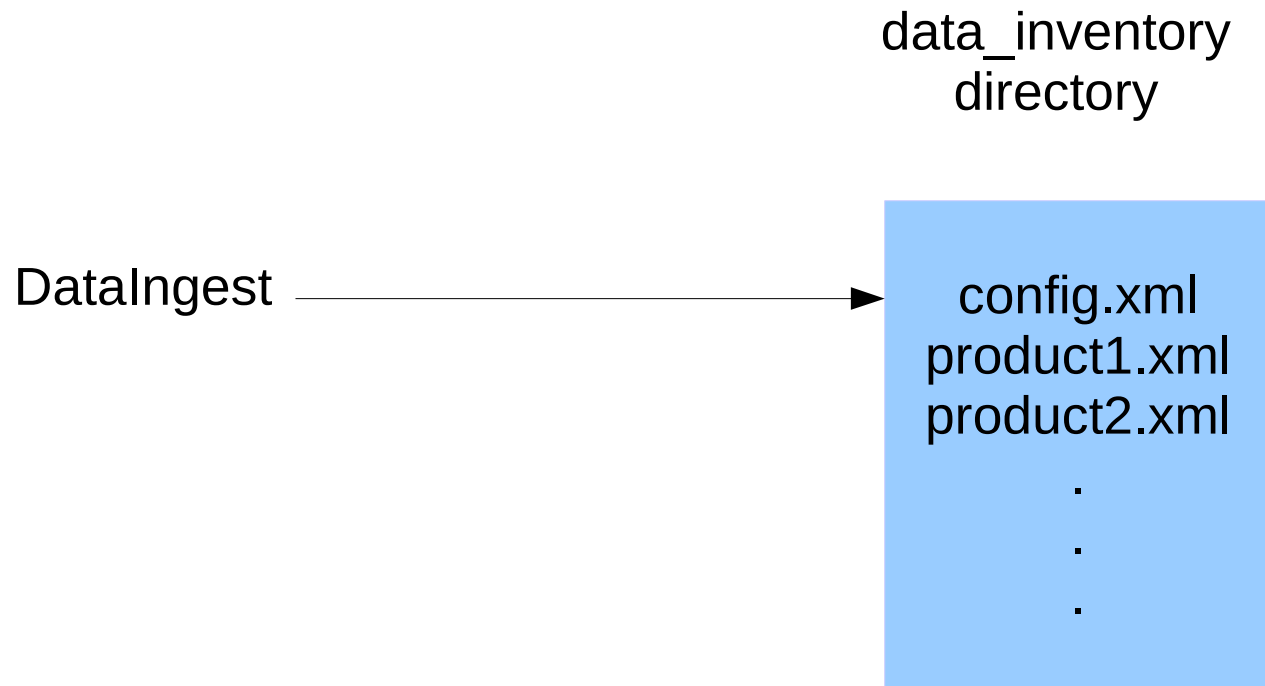 data_inventory
directory
DataIngest
config.xml
product1.xml
product2.xml
.
.
.